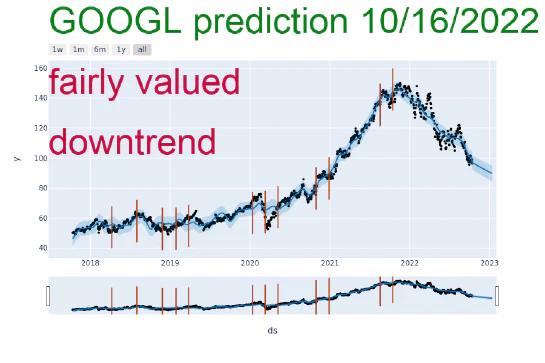 GOOGL prediction 10/16/2022
1w 1m 6m 1y all
160
fairly valued
140
120
downtrend
100
y
80
60
40
2018 2019 2020 2021 2022 2023
ds